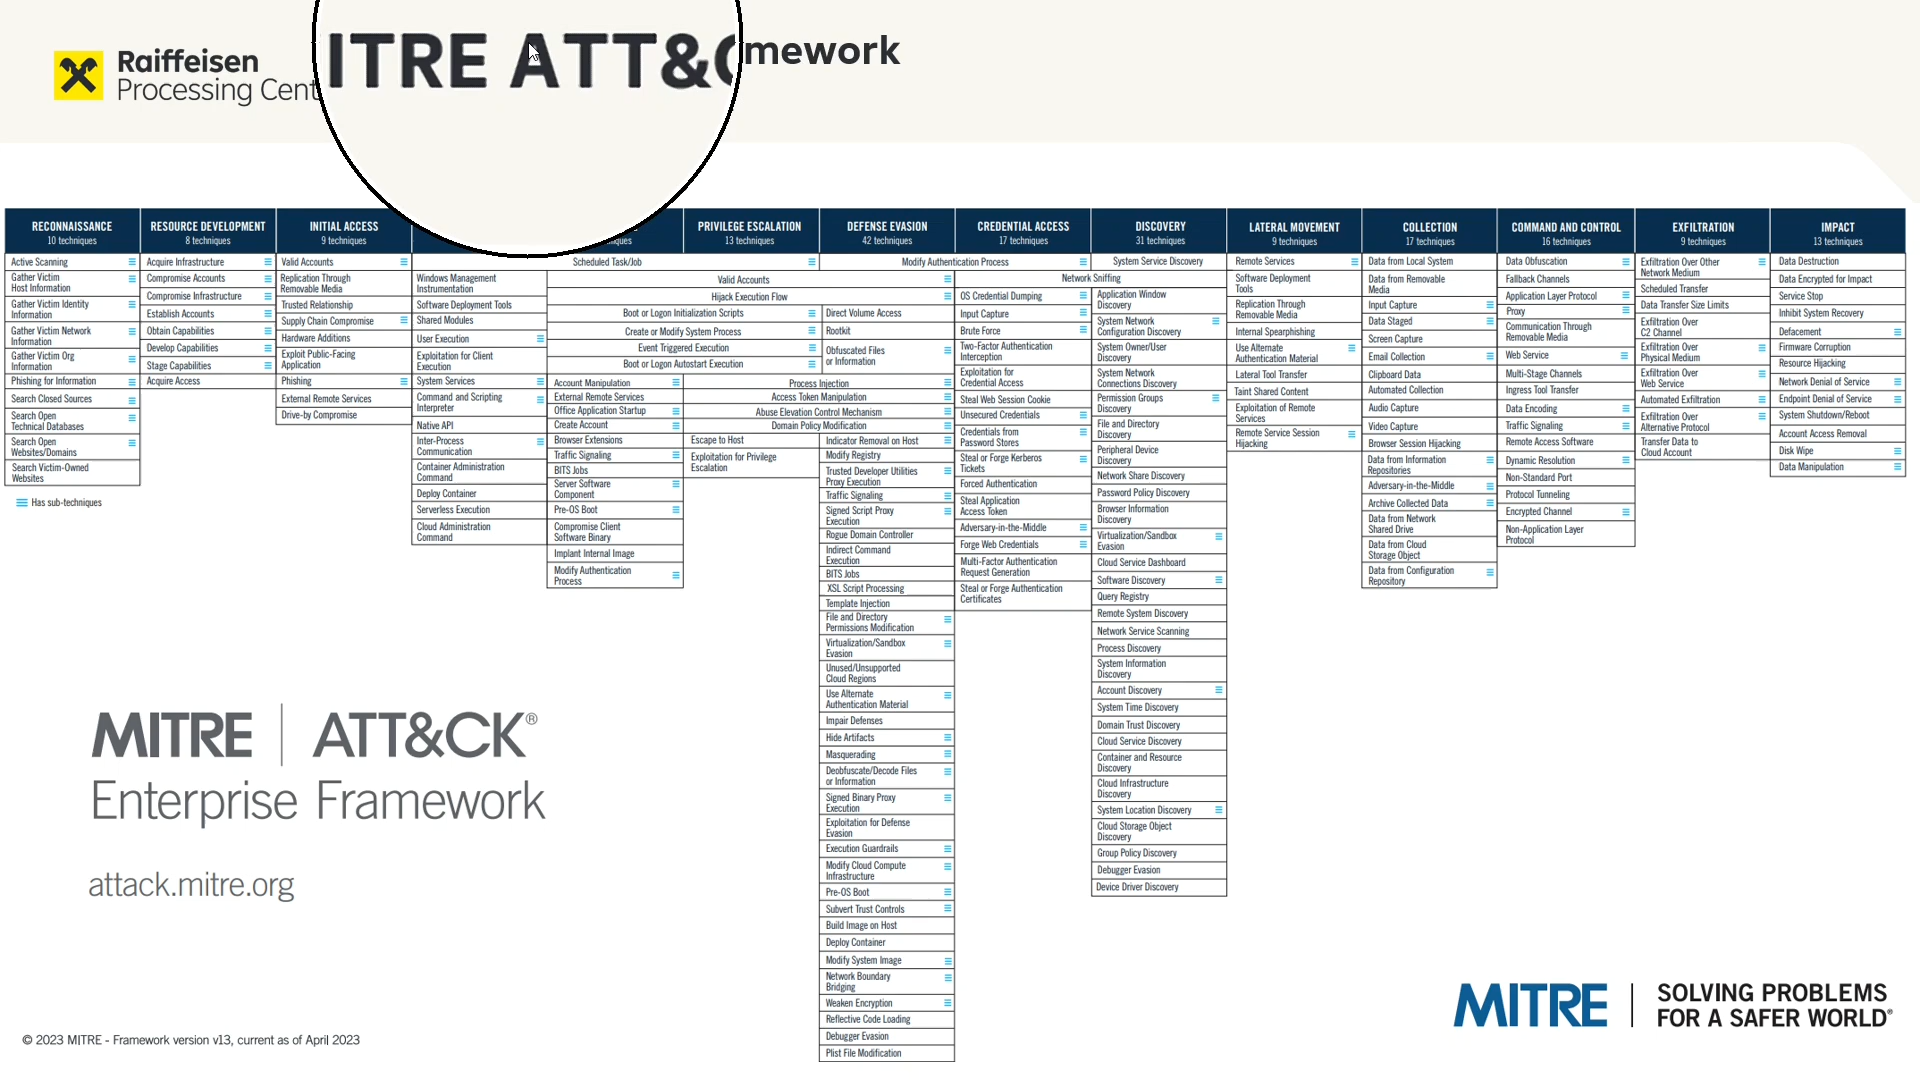 Raiffeisen
Processing Cent
ITRE ATT&
mework
RECONNAISSANCE
10 techniques
Active Scanning
Gather Victim
Host Information
Gather Victim Identity
Information
Gather Victim Network
Information
Gather Victim Org
Information
Phishing for Information
Search Closed Sources
Search Open
Technical Databases
Search Open
Websites/Domains
Search Victim-Owned
Websites
Has sub-techniques
RESOURCE DEVELOPMENT
8 techniques
Acquire Infrastructure
Compromise Accounts
Compromise Infrastructure
Establish Accounts
Obtain Capabilities
Develop Capabilities
Stage Capabilities
Acquire Access
INITIAL ACCESS
9 techniques
Valid Accounts
Replication Through
Removable Media
Trusted Relationship
Supply Chain Compromise
Hardware Additions
Exploit Public-Facing
Application
Phishing
External Remote Services
Drive-by Compromise
Scheduled Task/Job
Windows Management
Instrumentation
Software Deployment Tools
Shared Modules
User Execution
Exploitation for Client
Execution
System Services
Command and Scripting
Interpreter
Native API
Inter-Process
Communication
Container Administration
Command
Deploy Container
Serverless Execution
Cloud Administration
Command
iques
PRIVILEGE ESCALATION
13 techniques
Valid Accounts
Hijack Execution Flow
Boot or Logon Initialization Scripts
Create or Modify System Process
Event Triggered Execution
Boot or Logon Autostart Execution
Account Manipulation
External Remote Services
Office Application Startup
Create Account
Browser Extensions
Traffic Signaling
BITS Jobs
Server Software
Component
Pre-OS Boot
Compromise Client
Software Binary
Implant Internal Image
Modify Authentication
Process
Process Injection
Access Token Manipulation
Abuse Elevation Control Mechanism
Domain Policy Modification
Escape to Host
Exploitation for Privilege
Escalation
DEFENSE EVASION
42 techniques
Modify Authentication Process
Direct Volume Access
Rootkit
Obfuscated Files
or Information
Indicator Removal on Host
Modify Registry
Trusted Developer Utilities
Proxy Execution
Traffic Signaling
Signed Script Proxy
Execution
Rogue Domain Controller
Indirect Command
Execution
BITS Jobs
XSL Script Processing
Template Injection
File and Directory
Permissions Modification
Virtualization/Sandbox
Evasion
Unused/Unsupported
Cloud Regions
Use Alternate
Authentication Material
Impair Defenses
Hide Artifacts
Masquerading
Deobfuscate/Decode Files
or Information
Signed Binary Proxy
Execution
Exploitation for Defense
Evasion
Execution Guardrails
Modify Cloud Compute
Infrastructure
Pre-OS Boot
Subvert Trust Controls
Build Image on Host
Deploy Container
Modify System Image
Network Boundary
Bridging
Weaken Encryption
Reflective Code Loading
Debugger Evasion
Plist File Modification
CREDENTIAL ACCESS
17 techniques
Network Sniffing
OS Credential Dumping
Input Capture
Brute Force
Two-Factor Authentication
Interception
Exploitation for
Credential Access
Steal Web Session Cookie
Unsecured Credentials
Credentials from
Password Stores
Steal or Forge Kerberos
Tickets
Forced Authentication
Steal Application
Access Token
Adversary-in-the-Middle
Forge Web Credentials
Multi-Factor Authentication
Request Generation
Steal or Forge Authentication
Certificates
DISCOVERY
31 techniques
System Service Discovery
Application Window
Discovery
System Network
Configuration Discovery
System Owner/User
Discovery
System Network
Connections Discovery
Permission Groups
Discovery
File and Directory
Discovery
Peripheral Device
Discovery
Network Share Discovery
Password Policy Discovery
Browser Information
Discovery
Virtualization/Sandbox
Evasion
Cloud Service Dashboard
Software Discovery
Query Registry
Remote System Discovery
Network Service Scanning
Process Discovery
System Information
Discovery
Account Discovery
System Time Discovery
Domain Trust Discovery
Cloud Service Discovery
Container and Resource
Discovery
Cloud Infrastructure
Discovery
System Location Discovery
Cloud Storage Object
Discovery
Group Policy Discovery
Debugger Evasion
Device Driver Discovery
LATERAL MOVEMENT
9 techniques
Remote Services
Software Deployment
Tools
Replication Through
Removable Media
Internal Spearphishing
Use Alternate
Authentication Material
Lateral Tool Transfer
Taint Shared Content
Exploitation of Remote
Services
Remote Service Session
Hijacking
COLLECTION
17 techniques
Data from Local System
Data from Removable
Media
Input Capture
Data Staged
Screen Capture
Email Collection
Clipboard Data
Automated Collection
Audio Capture
Video Capture
Browser Session Hijacking
Data from Information
Repositories
Adversary-in-the-Middle
Archive Collected Data
Data from Network
Shared Drive
Data from Cloud
Storage Object
Data from Configuration
Repository
COMMAND AND CONTROL
16 techniques
Data Obfuscation
Fallback Channels
Application Layer Protocol
Proxy
Communication Through
Removable Media
Web Service
Multi-Stage Channels
Ingress Tool Transfer
Data Encoding
Traffic Signaling
Remote Access Software
Dynamic Resolution
Non-Standard Port
Protocol Tunneling
Encrypted Channel
Non-Application Layer
Protocol
EXFILTRATION
9 techniques
Exfiltration Over Other
Network Medium
Scheduled Transfer
Data Transfer Size Limits
Exfiltration Over
C2 Channel
Exfiltration Over
Physical Medium
Exfiltration Over
Web Service
Automated Exfiltration
Exfiltration Over
Alternative Protocol
Transfer Data to
Cloud Account
IMPACT
13 techniques
Data Destruction
Data Encrypted for Impact
Service Stop
Inhibit System Recovery
Defacement
Firmware Corruption
Resource Hijacking
Network Denial of Service
Endpoint Denial of Service
System Shutdown/Reboot
Account Access Removal
Disk Wipe
Data Manipulation
MITRE | ATT&CK®
Enterprise Framework
attack.mitre.org
© 2023 MITRE - Framework version v13, current as of April 2023
MITRE | SOLVING PROBLEMS
FOR A SAFER WORLD®